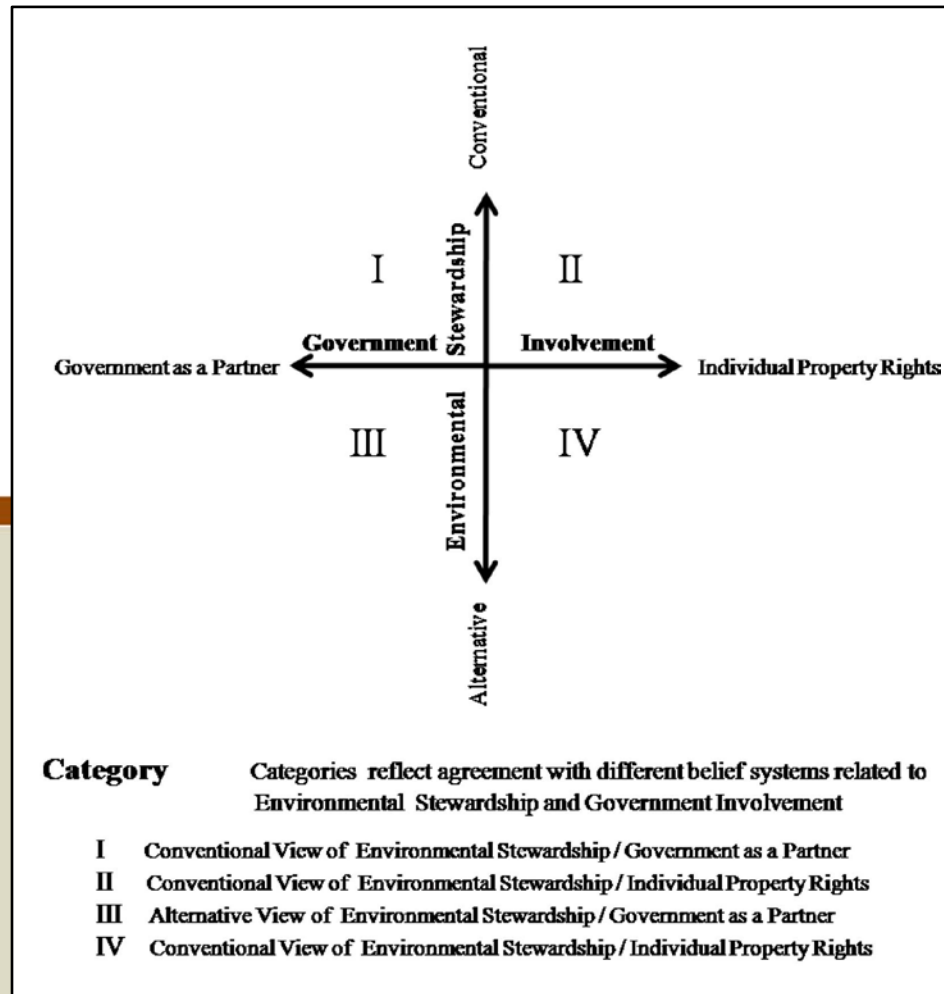 Conventional
Stewardship
I
II
Government
Involvement
Government as a Partner
Individual Property Rights
III
IV
Environmental
Alternative
Category
Categories reflect agreement with different belief systems related to
Environmental Stewardship and Government Involvement
I Conventional View of Environmental Stewardship / Government as a Partner
II Conventional View of Environmental Stewardship / Individual Property Rights
III Alternative View of Environmental Stewardship / Government as a Partner
IV Conventional View of Environmental Stewardship / Individual Property Rights